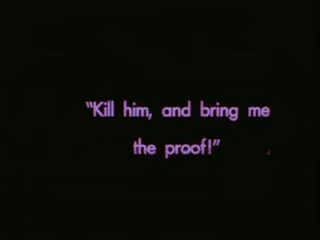 “Kill him, and bring me
the proof!”